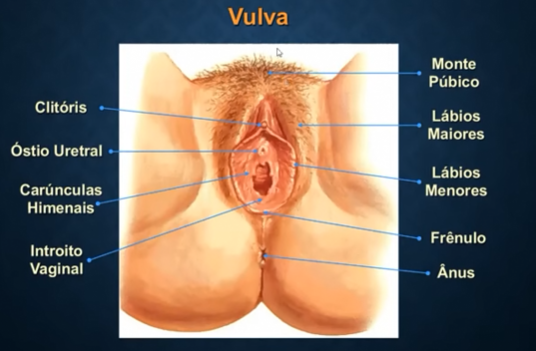 Vulva
Clitóris
Óstio Uretral
Carúnculas
Himenais
Introito
Vaginal
Monte
Púbico
Lábios
Maiores
Lábios
Menores
Frênulo
Ânus